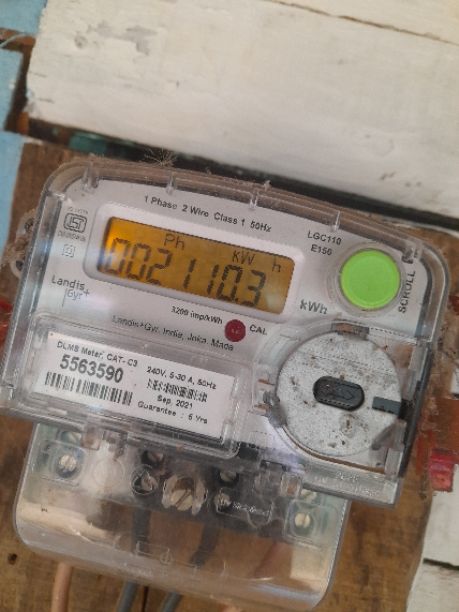 1 Phase 2 Wire Class 1 50Hz
LGC110
E150
Ph kW h
002110.3
kWh
SCROLL
Landis
Gyr+
3200 imp/kWh
CAL
Landis+Gyr, India, Joka, Made
DLMS Meter, CAT- C3
5563590
240V, 5-30 A, 50Hz
Sep, 2021
Guarantee : 5 Yrs